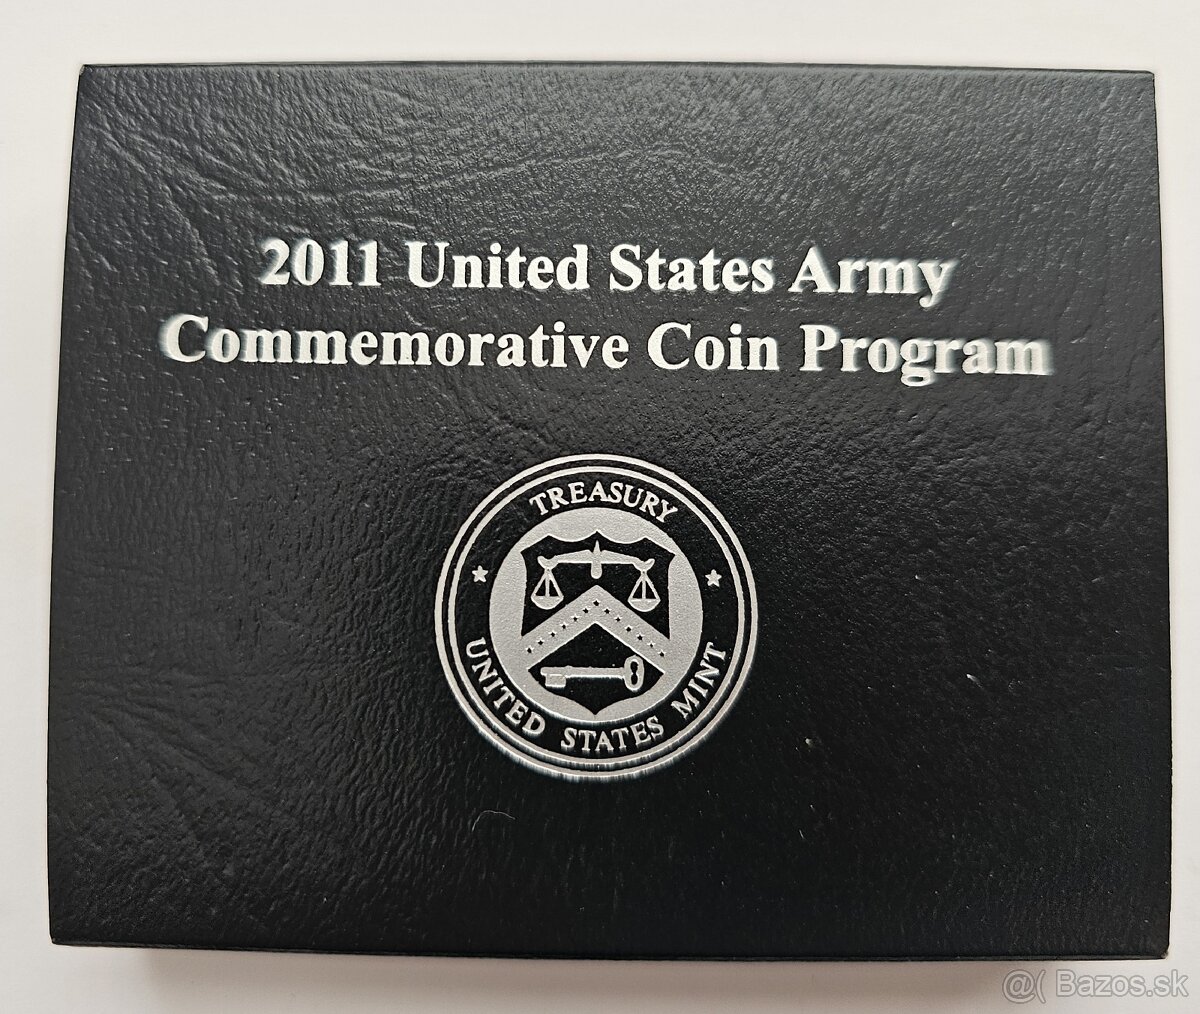 2011 United States Army
Commemorative Coin Program
TREASURY
UNITED STATES MINT
@( Bazos.sk